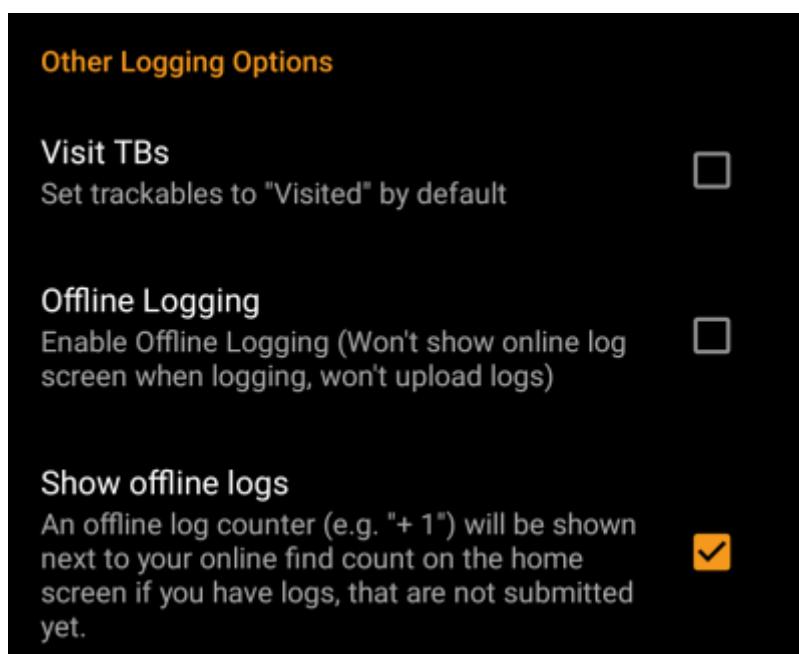 Other Logging Options
Visit TBs
Set trackables to "Visited" by default
Offline Logging
Enable Offline Logging (Won't show online log
screen when logging, won't upload logs)
Show offline logs
An offline log counter (e.g. "+ 1") will be shown
next to your online find count on the home
screen if you have logs, that are not submitted
yet.